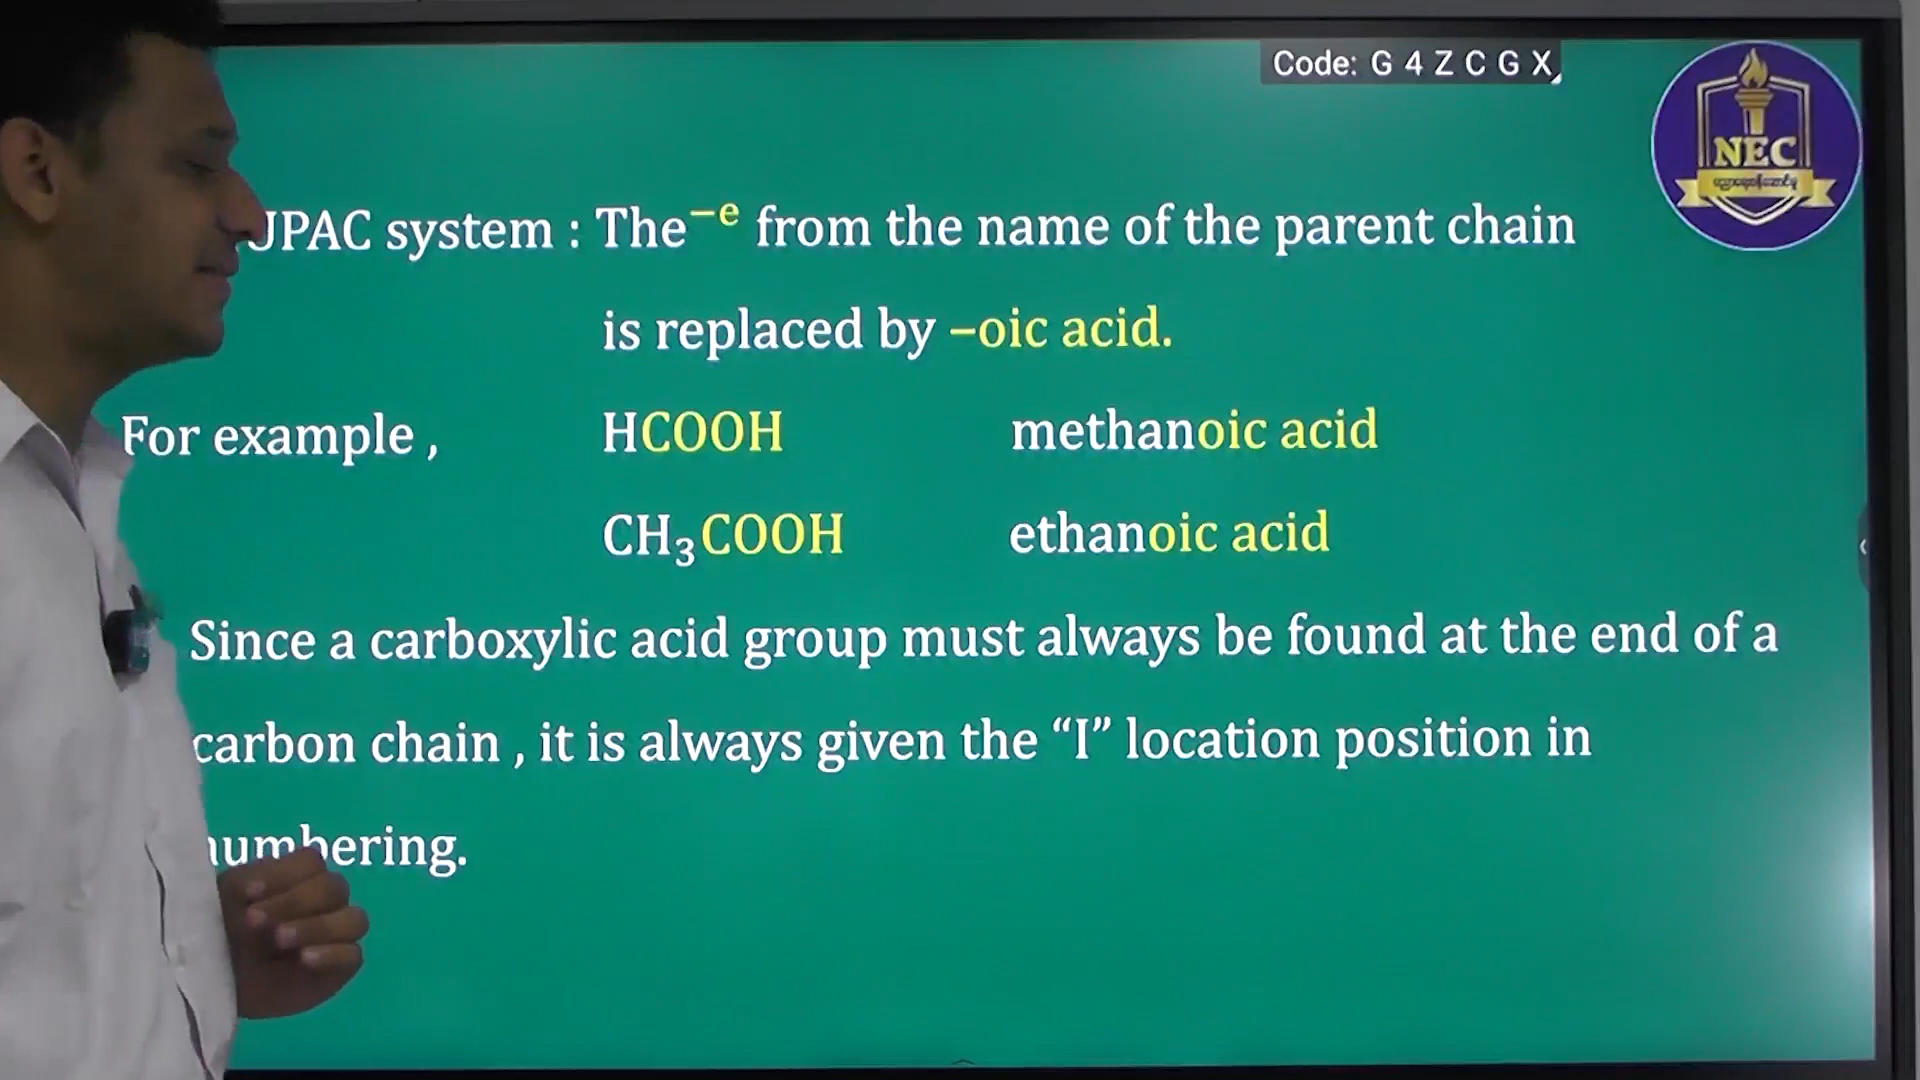 Code: G 4 Z C G X
NEC
UPAC system : The –e from the name of the parent chain
is replaced by –oic acid.
For example , HCOOH methanoic acid
CH₃COOH ethanoic acid
Since a carboxylic acid group must always be found at the end of a
carbon chain , it is always given the “I” location position in
numbering.